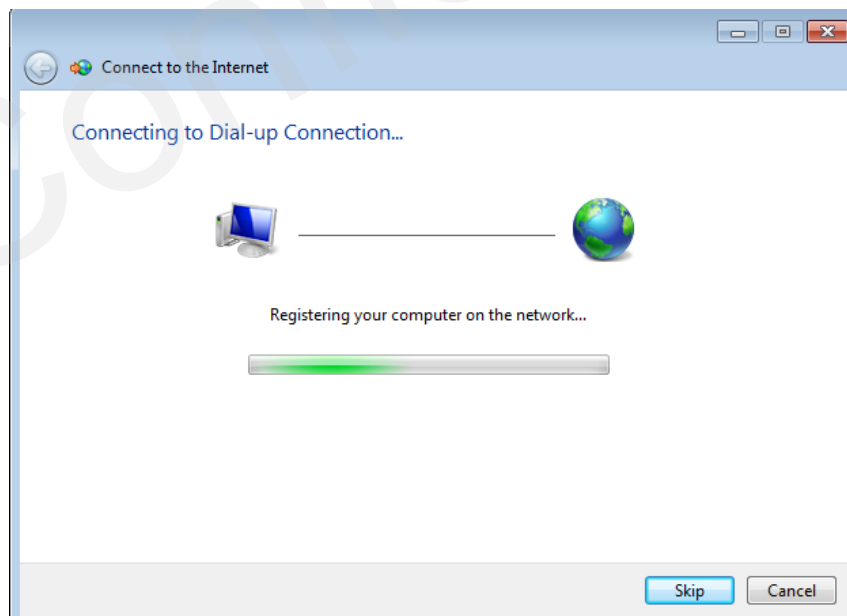 Connect to the Internet
Connecting to Dial-up Connection...
Registering your computer on the network...
Skip
Cancel